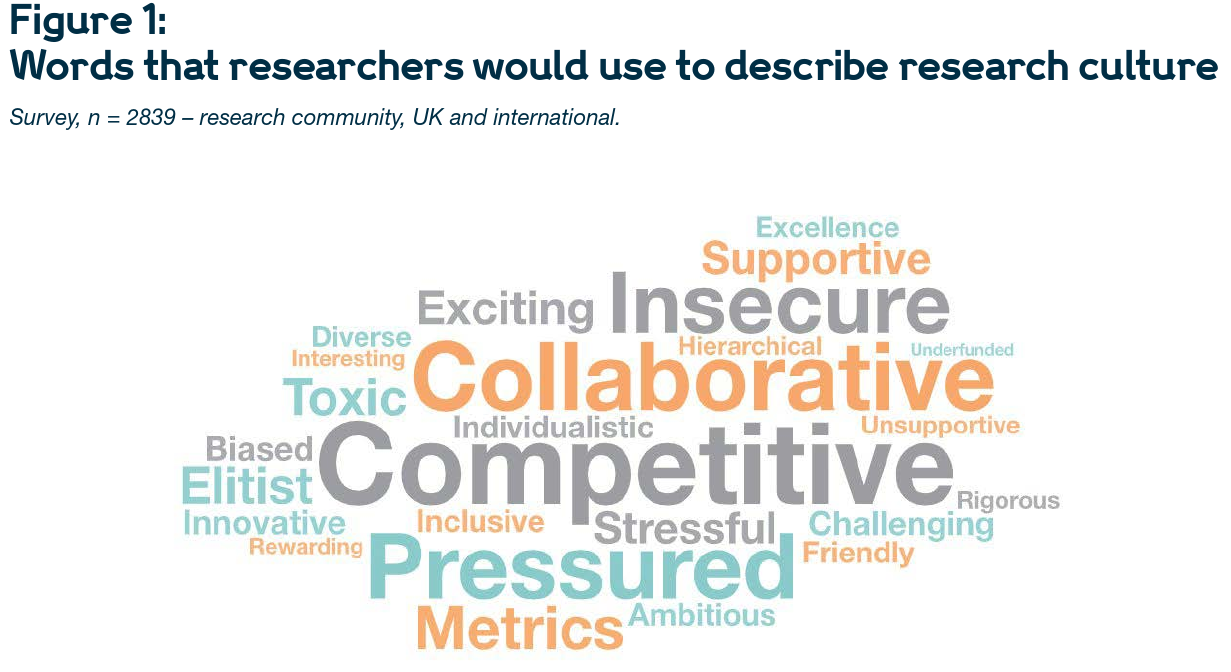 Figure 1:
Words that researchers would use to describe research culture
Survey, n = 2839 – research community, UK and international.
Excellence
Supportive
Exciting Insecure
Diverse
Hierarchical
Interesting
Underfunded
Collaborative
Toxic
Individualistic
Unsupportive
Biased
Competitive
Elitist
Rigorous
Innovative
Inclusive
Stressful
Challenging
Rewarding
Pressured
Friendly
Metrics
Ambitious